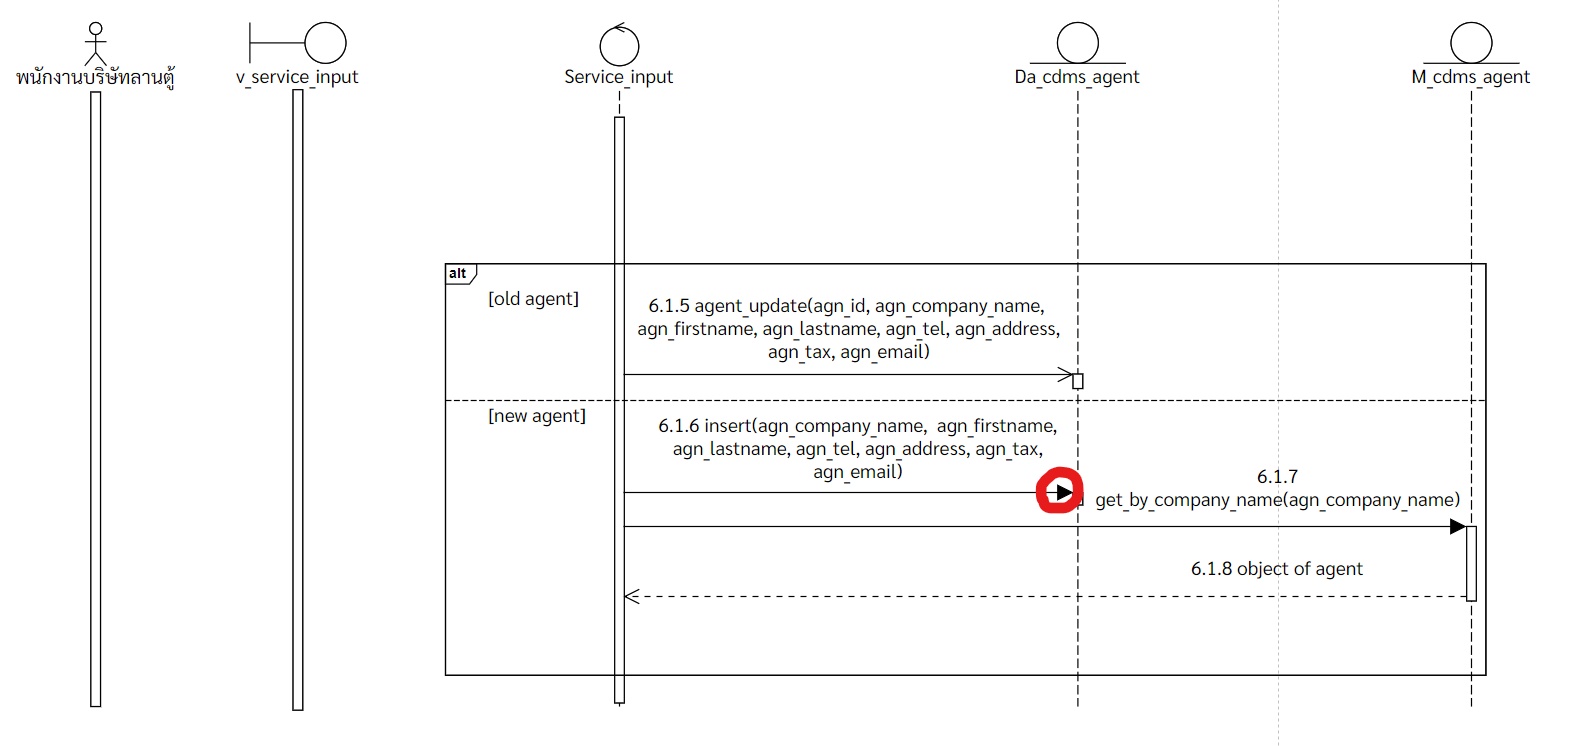 พนักงานบริษัทลานตู้
v_service_input
Service_input
Da_cdms_agent
M_cdms_agent
alt
[old agent]
6.1.5 agent_update(agn_id, agn_company_name,
agn_firstname, agn_lastname, agn_tel, agn_address,
agn_tax, agn_email)
[new agent]
6.1.6 insert(agn_company_name, agn_firstname,
agn_lastname, agn_tel, agn_address, agn_tax,
agn_email)
6.1.7
get_by_company_name(agn_company_name)
6.1.8 object of agent